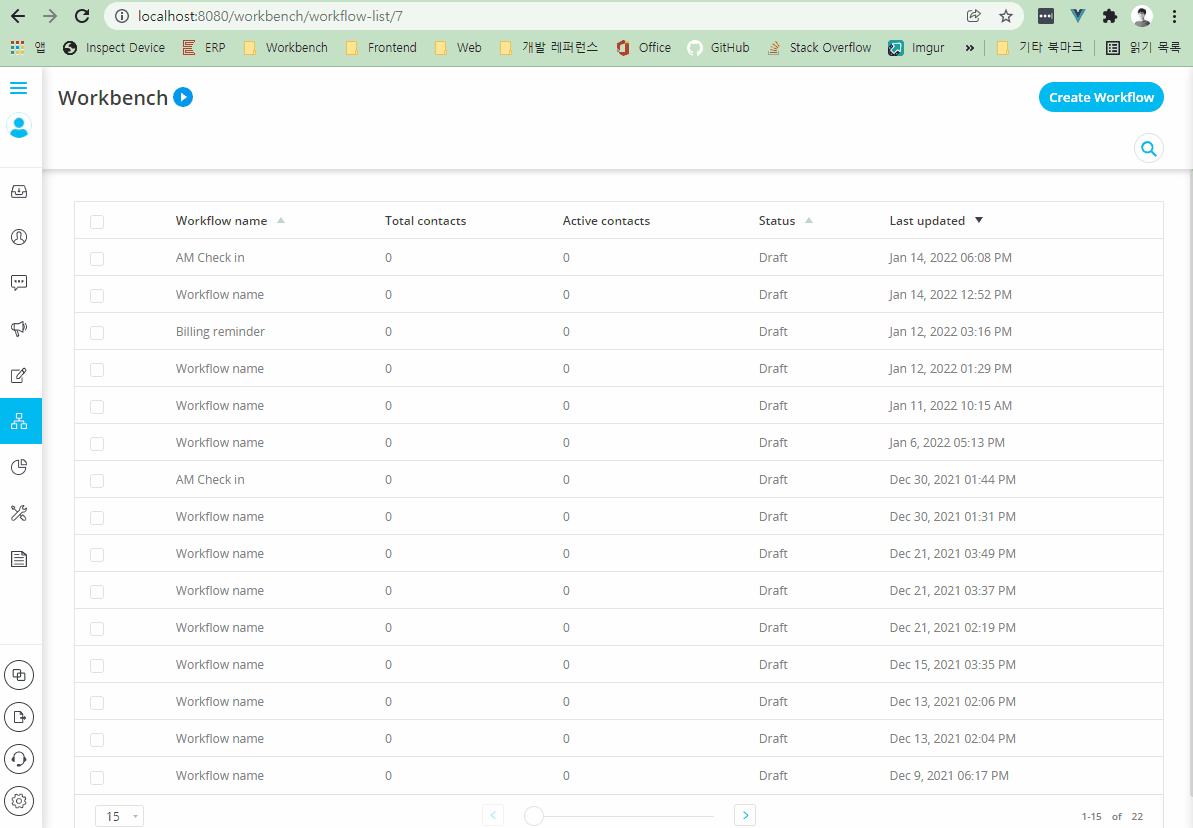 localhost:8080/workbench/workflow-list/7
앱 Inspect Device ERP Workbench Frontend Web 개발 레퍼런스 Office GitHub Stack Overflow Imgur » 기타 북마크 읽기 목록
Workbench Create Workflow
Workflow name Total contacts Active contacts Status Last updated
AM Check in 0 0 Draft Jan 14, 2022 06:08 PM
Workflow name 0 0 Draft Jan 14, 2022 12:52 PM
Billing reminder 0 0 Draft Jan 12, 2022 03:16 PM
Workflow name 0 0 Draft Jan 12, 2022 01:29 PM
Workflow name 0 0 Draft Jan 11, 2022 10:15 AM
Workflow name 0 0 Draft Jan 6, 2022 05:13 PM
AM Check in 0 0 Draft Dec 30, 2021 01:44 PM
Workflow name 0 0 Draft Dec 30, 2021 01:31 PM
Workflow name 0 0 Draft Dec 21, 2021 03:49 PM
Workflow name 0 0 Draft Dec 21, 2021 03:37 PM
Workflow name 0 0 Draft Dec 21, 2021 02:19 PM
Workflow name 0 0 Draft Dec 15, 2021 03:35 PM
Workflow name 0 0 Draft Dec 13, 2021 02:06 PM
Workflow name 0 0 Draft Dec 13, 2021 02:04 PM
Workflow name 0 0 Draft Dec 9, 2021 06:17 PM
15 1-15 of 22